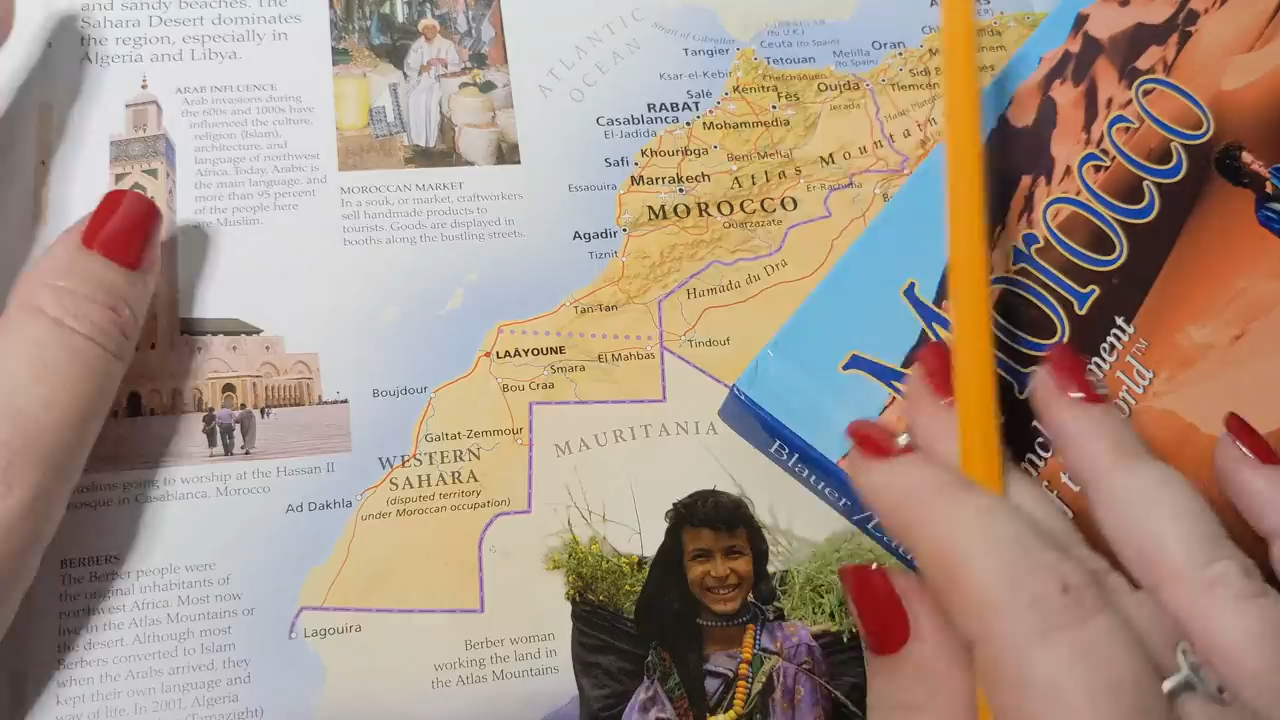 and sandy beaches. The
Sahara Desert dominates
the region, especially in
Algeria and Libya.
ARAB INFLUENCE
Arab invasions during
the 600s and 1000s have
influenced the culture,
religion (Islam),
architecture, and
language of northwest
Africa. Today, Arabic is
the main language, and
more than 95 percent
of the people here
are Muslim.
MOROCCAN MARKET
In a souk, or market, craftworkers
sell handmade products to
tourists. Goods are displayed in
booths along the bustling streets.
going to worship at the Hassan II
in Casablanca, Morocco
BERBERS
The Berber people were
the original inhabitants of
northwest Africa. Most now
live in the Atlas Mountains or
the desert. Although most
Berbers converted to Islam
when the Arabs arrived, they
kept their own language and
way of life. In 2001, Algeria
ATLANTIC
OCEAN
Strait of Gibraltar
(to U.K.)
Ceuta (to Spain)
Tangier
Tetouan
Melilla
(to Spain)
Oran
Ksar-el-Kebir
Chefchaouen
Salé
Kenitra
Oujda
Tlemcen
RABAT
Fès
Jerada
Casablanca
Mohammedia
El-Jadida
Safi
Khouribga
Beni-Mellal
Essaouira
Marrakech
Atlas
Er-Rachidia
MOROCCO
Ouarzazate
Agadir
Tiznit
Hamada du Dra
Tan-Tan
Tindouf
LAÂYOUNE
El Mahbas
Smara
Bou Craa
Boujdour
Galtat-Zemmour
MAURITANIA
WESTERN
SAHARA
(disputed territory
under Moroccan occupation)
Ad Dakhla
Lagouira
Berber woman
working the land in
the Atlas Mountains
Morocco
Blauer